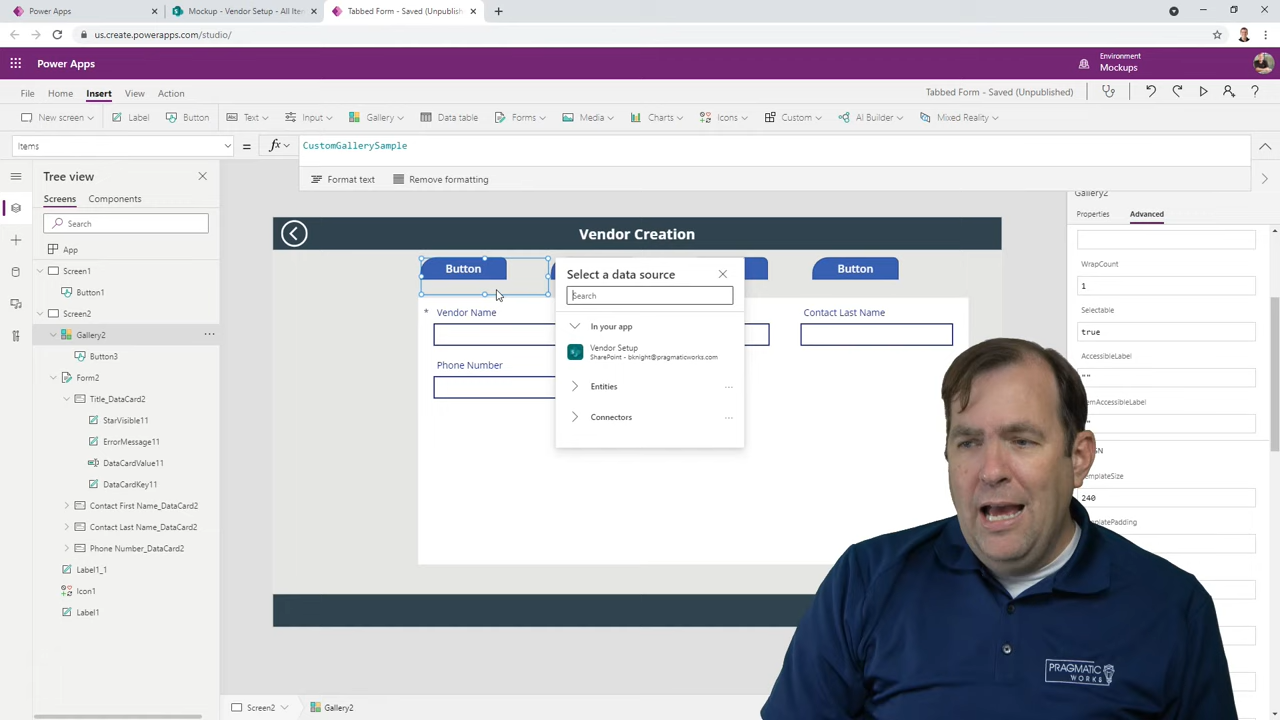 Power Apps
Mockup - Vendor Setup - All Ite
Tabbed Form - Saved (Unpublish
us.create.powerapps.com/studio/
Power Apps
Environment
Mockups
File Home Insert View Action
Tabbed Form - Saved (Unpublished)
New screen Label Button Text Input Gallery Data table Forms Media Charts Icons Custom AI Builder Mixed Reality
Items = fx CustomGallerySample
Format text Remove formatting
Tree view
Screens Components
Search
App
Screen1
Button1
Screen2
Gallery2
Button3
Form2
Title_DataCard2
StarVisible11
ErrorMessage11
DataCardValue11
DataCardKey11
Contact First Name_DataCard2
Contact Last Name_DataCard2
Phone Number_DataCard2
Label1_1
Icon1
Label1
Vendor Creation
Button
Button
* Vendor Name
Contact Last Name
Phone Number
Select a data source
Search
In your app
Vendor Setup
SharePoint - bknight@pragmaticworks.com
Entities
Connectors
Gallery2
Properties Advanced
WrapCount
1
Selectable
true
AccessibleLabel
""
240
PRAGMATIC
WORKS
Screen2 Gallery2